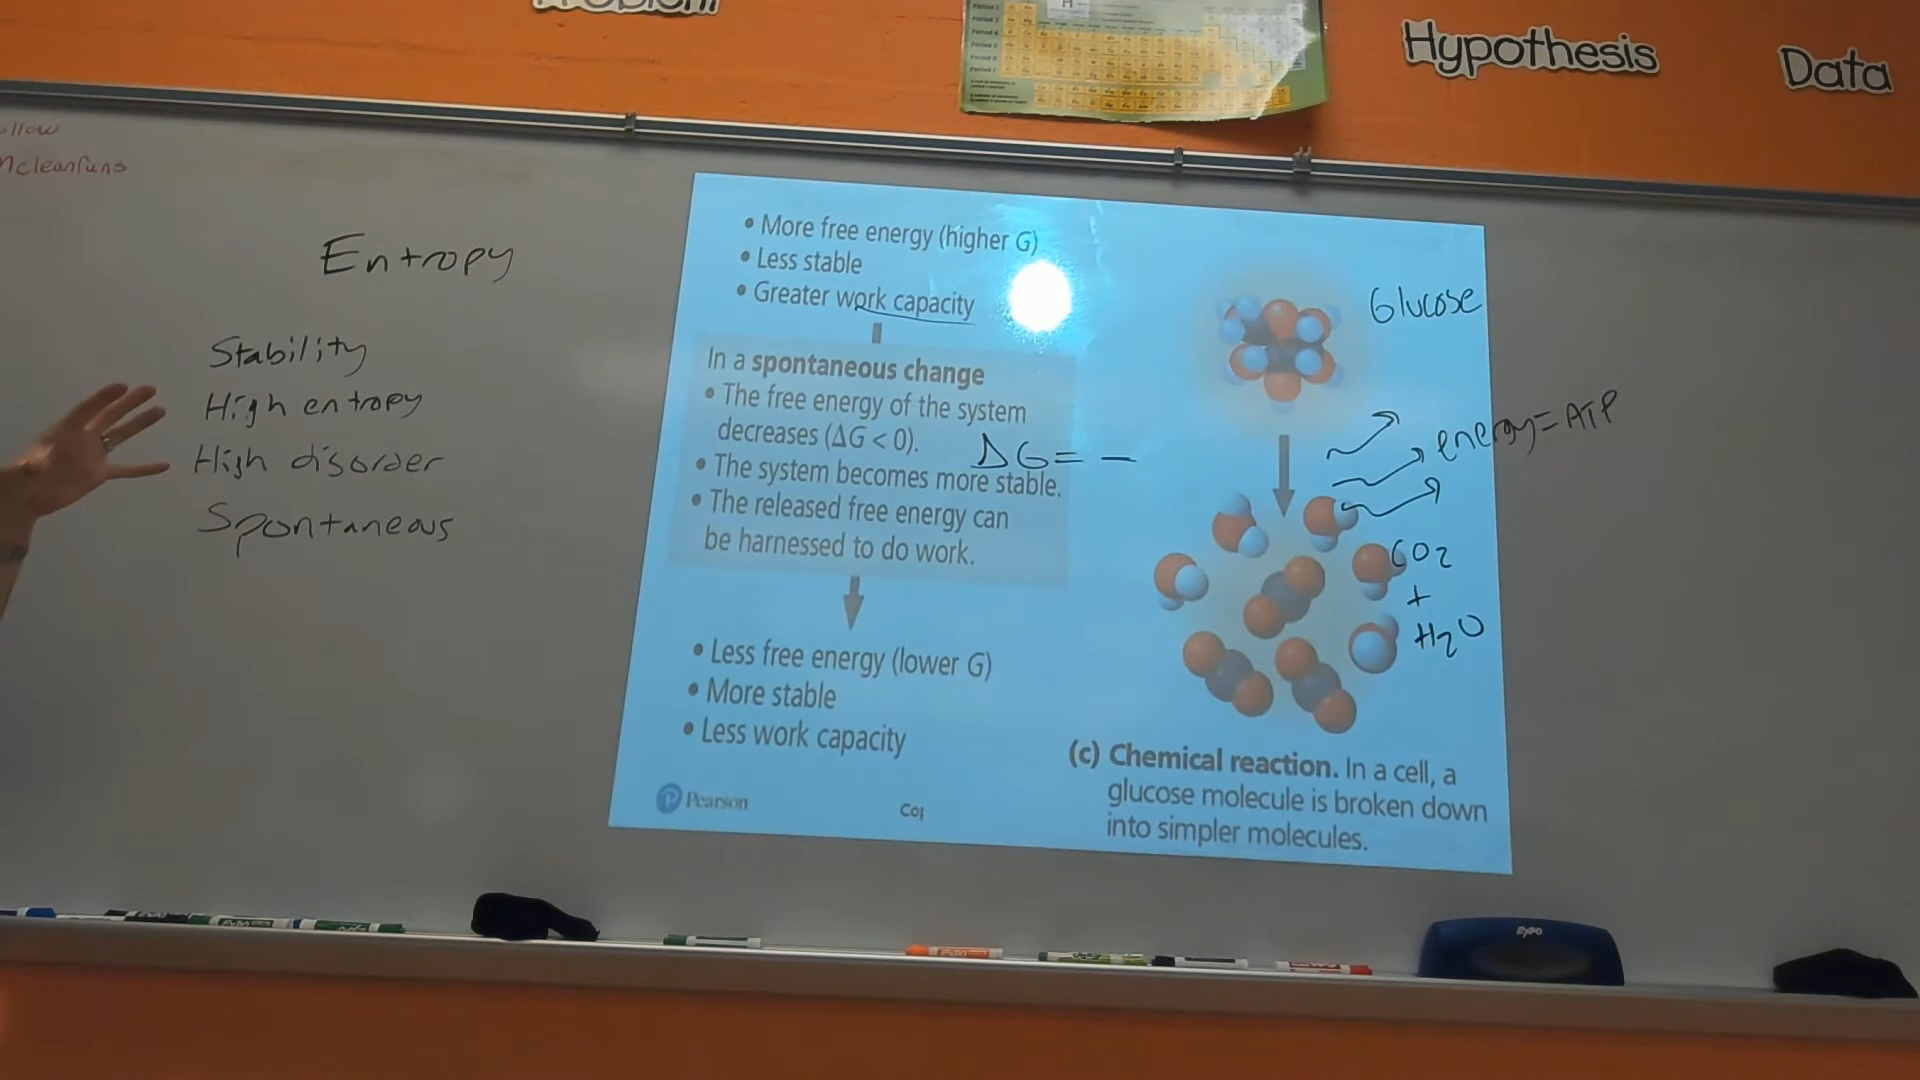 Problem
Hypothesis
Data
H
Mcleanfuns
Entropy
Stability
High entropy
High disorder
Spontaneous
• More free energy (higher G)
• Less stable
• Greater work capacity
In a spontaneous change
• The free energy of the system
decreases (ΔG < 0).
ΔG = −
• The system becomes more stable.
• The released free energy can
be harnessed to do work.
• Less free energy (lower G)
• More stable
• Less work capacity
Pearson
Glucose
energy = ATP
CO2
+
H2O
(c) Chemical reaction. In a cell, a
glucose molecule is broken down
into simpler molecules.
EXPO